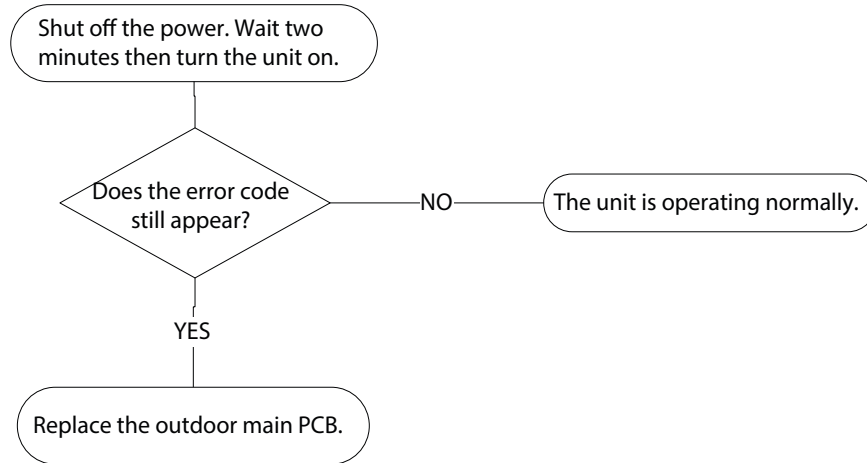 Shut off the power. Wait two
minutes then turn the unit on.
Does the error code
still appear?
NO
The unit is operating normally.
YES
Replace the outdoor main PCB.